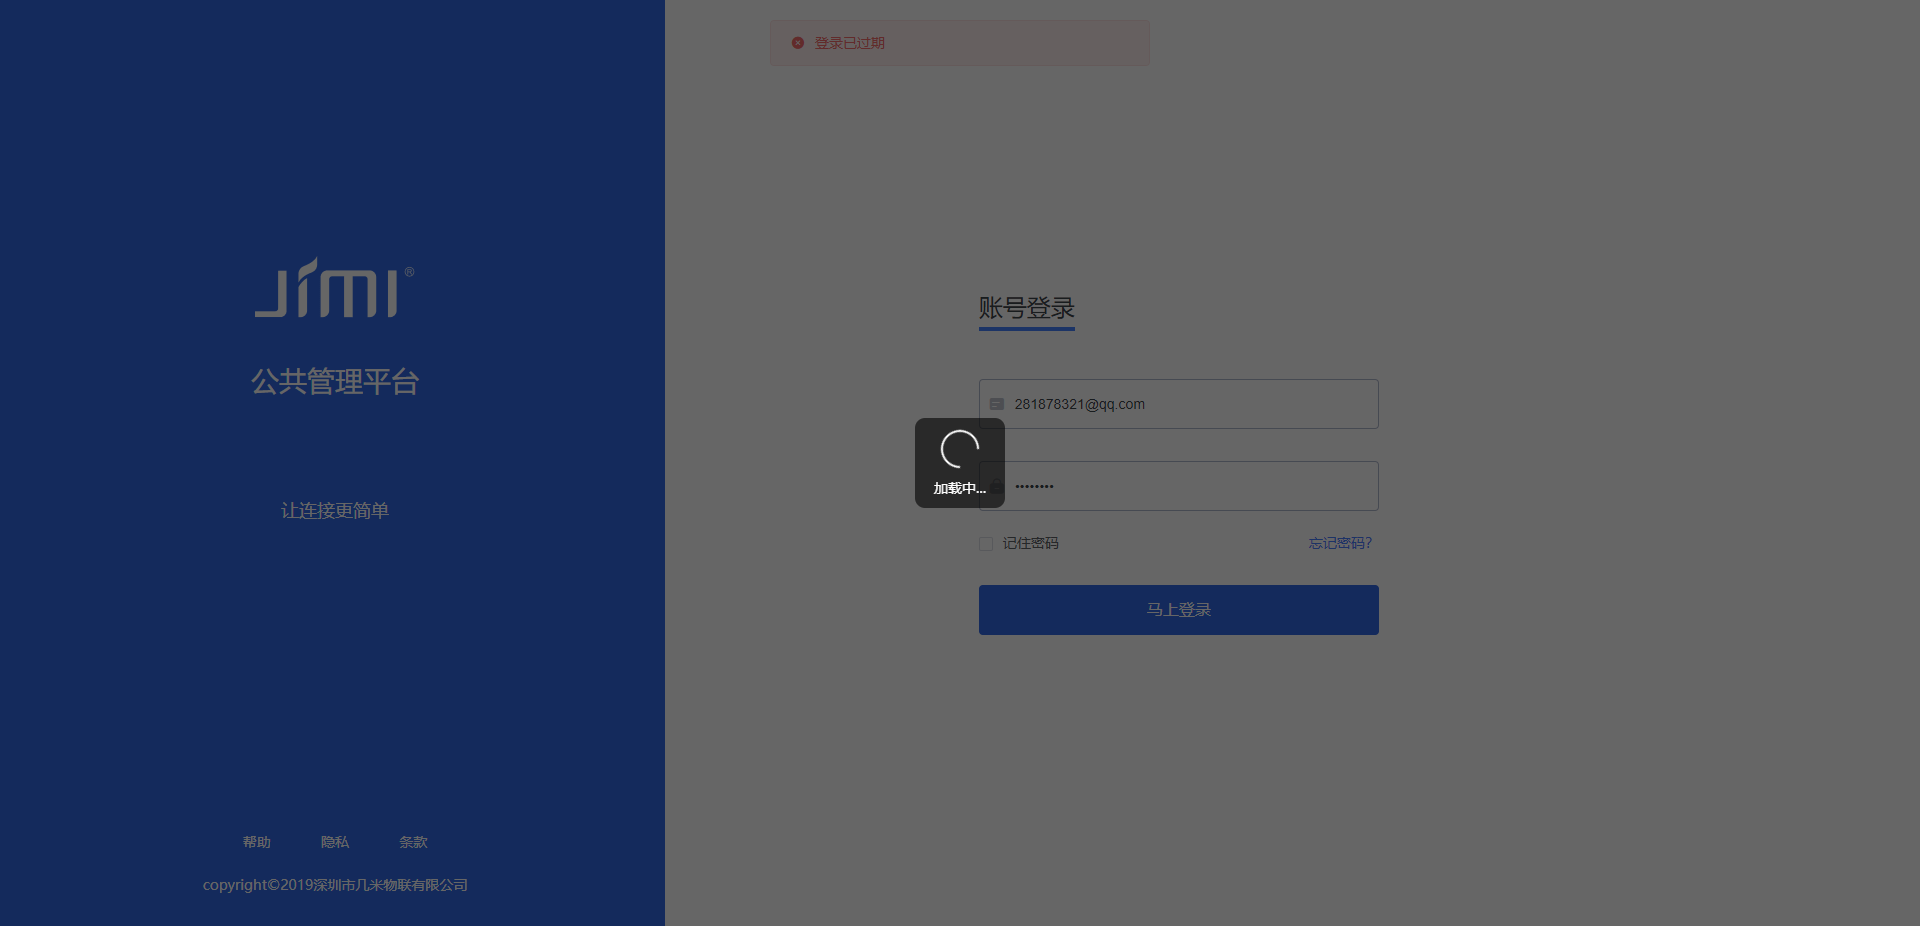 JIMI®
公共管理平台
让连接更简单
帮助 隐私 条款
copyright©2019深圳市几米物联有限公司
登录已过期
账号登录
281878321@qq.com
••••••••
加载中...
记住密码 忘记密码?
马上登录